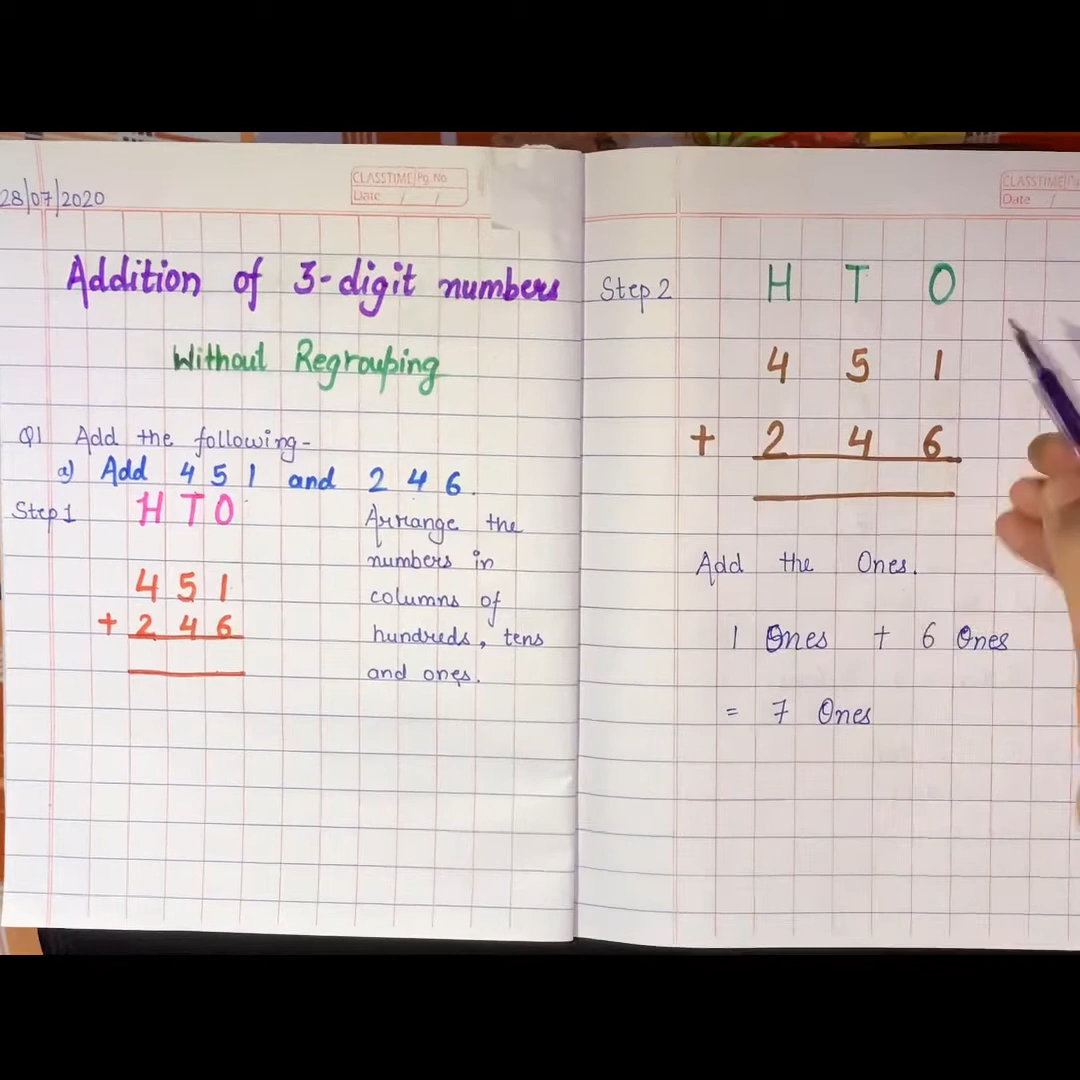 CLASSTIME Pg. No
Date / /
28/07/2020
Addition of 3-digit numbers
Without Regrouping
Q1 Add the following-
a) Add 451 and 246.
Step 1 H T O
4 5 1
+ 2 4 6
Arrange the
numbers in
columns of
hundreds, tens
and ones.
CLASSTIME
Date /
Step 2 H T O
4 5 1
+ 2 4 6
Add the Ones.
1 Ones + 6 Ones
= 7 Ones